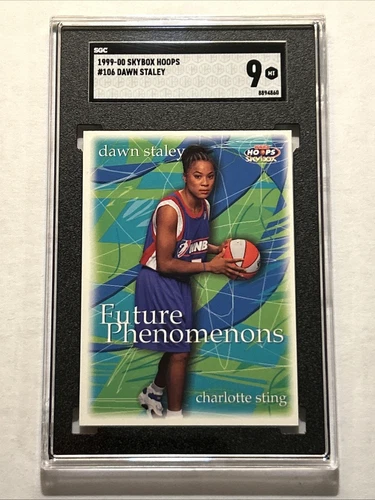 SGC
1999-00 SKYBOX HOOPS
#106 DAWN STALEY
9 MT
8894860
dawn staley
HOOPS
SKYBOX
WNB
Future
Phenomenons
charlotte sting